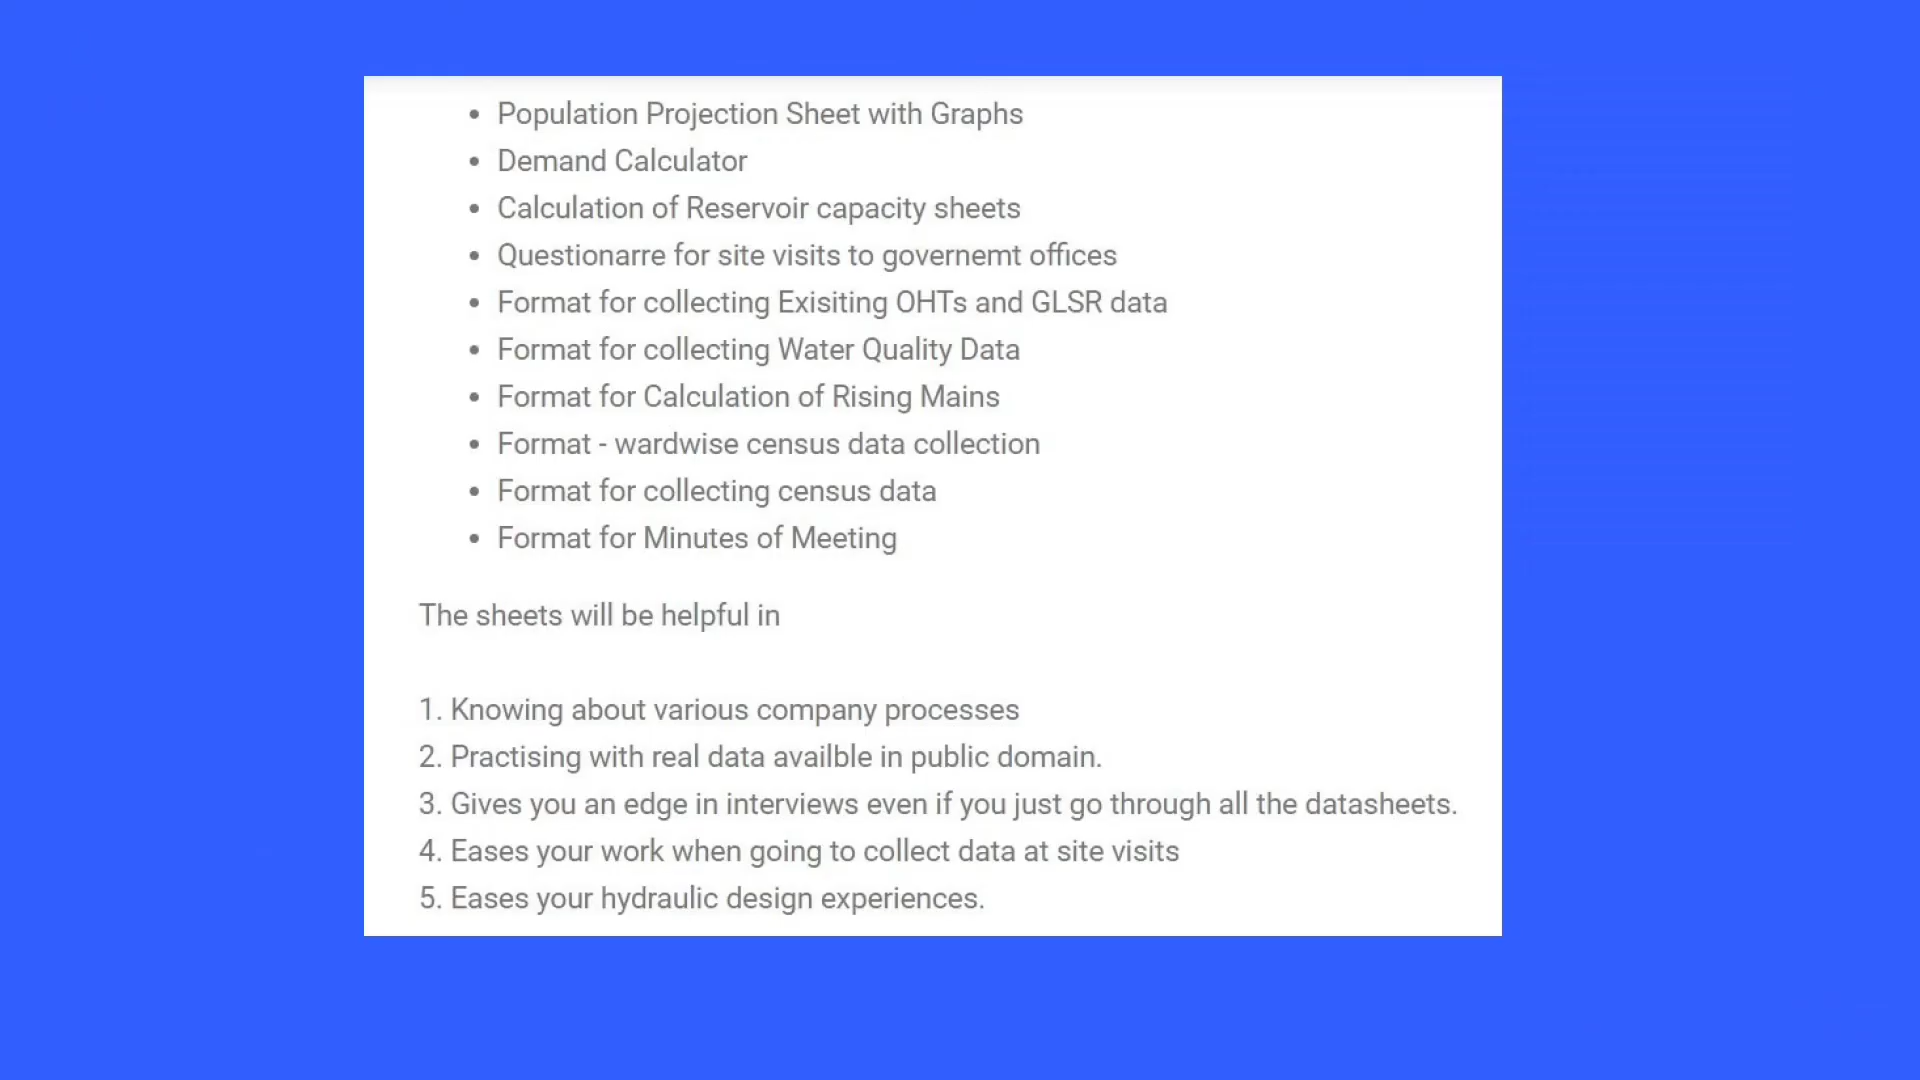 • Population Projection Sheet with Graphs
• Demand Calculator
• Calculation of Reservoir capacity sheets
• Questionarre for site visits to governemt offices
• Format for collecting Exisiting OHTs and GLSR data
• Format for collecting Water Quality Data
• Format for Calculation of Rising Mains
• Format - wardwise census data collection
• Format for collecting census data
• Format for Minutes of Meeting
The sheets will be helpful in
1. Knowing about various company processes
2. Practising with real data availble in public domain.
3. Gives you an edge in interviews even if you just go through all the datasheets.
4. Eases your work when going to collect data at site visits
5. Eases your hydraulic design experiences.